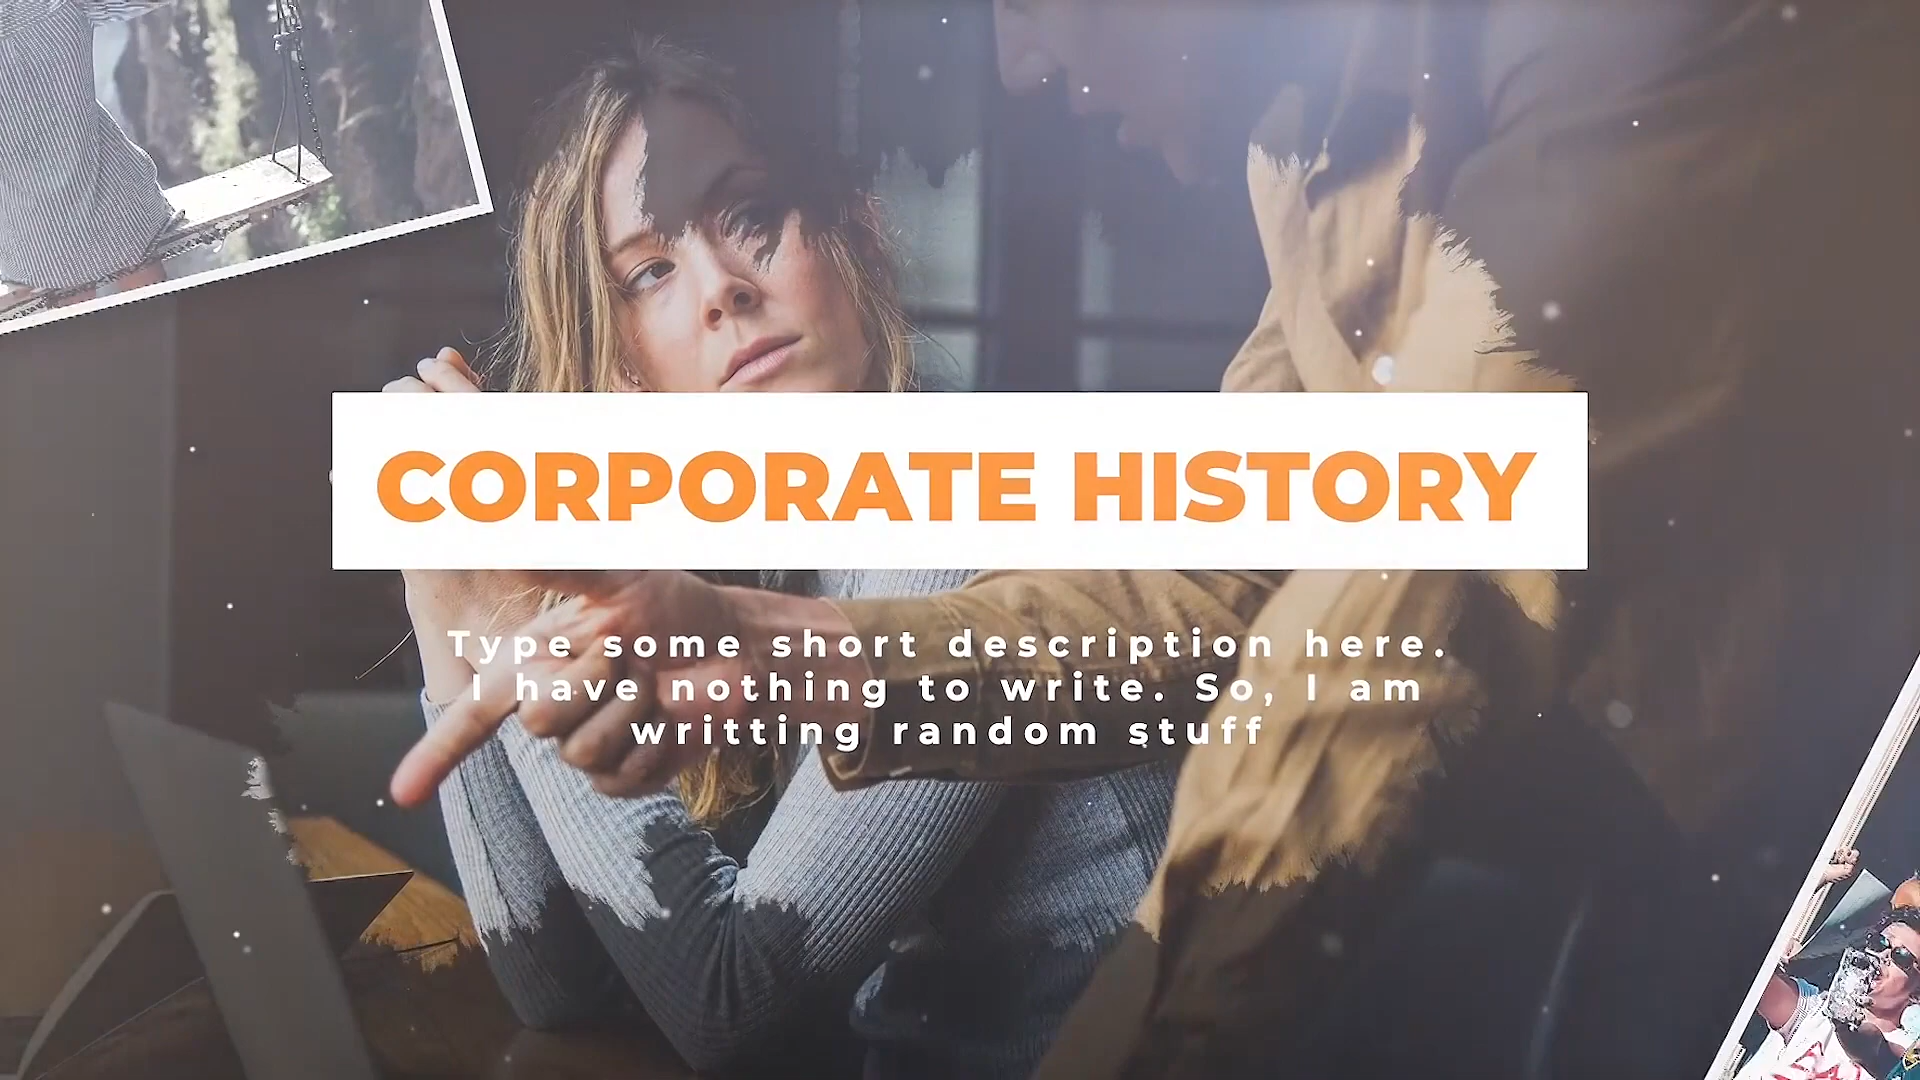 CORPORATE HISTORY
Type some short description here.
I have nothing to write. So, I am
writting random stuff